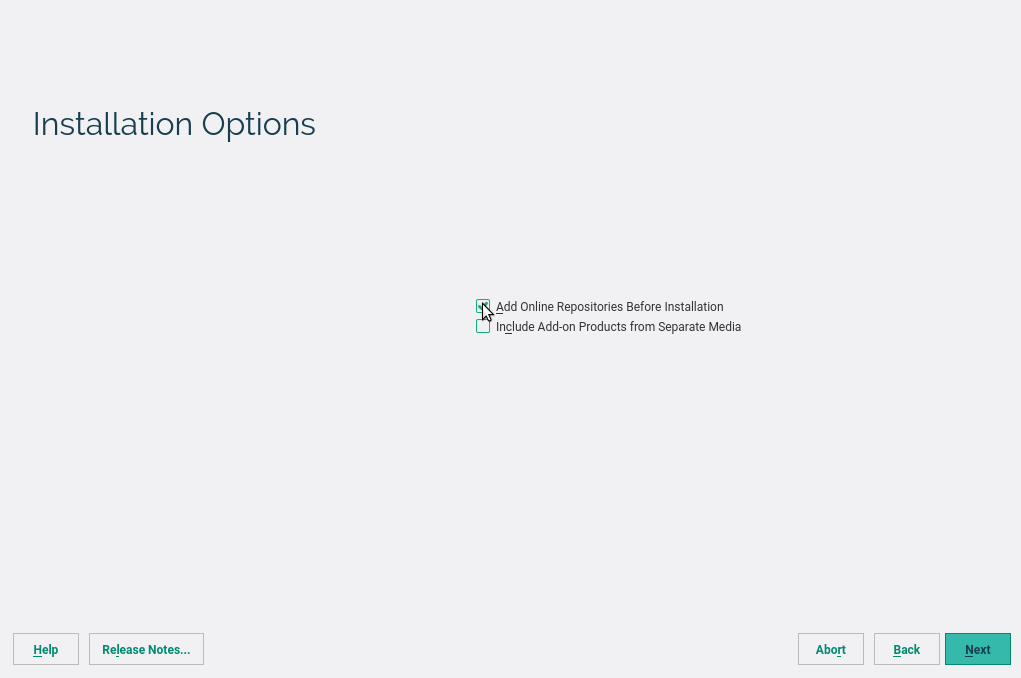 Installation Options
Add Online Repositories Before Installation
Include Add-on Products from Separate Media
Help
Release Notes...
Abort
Back
Next